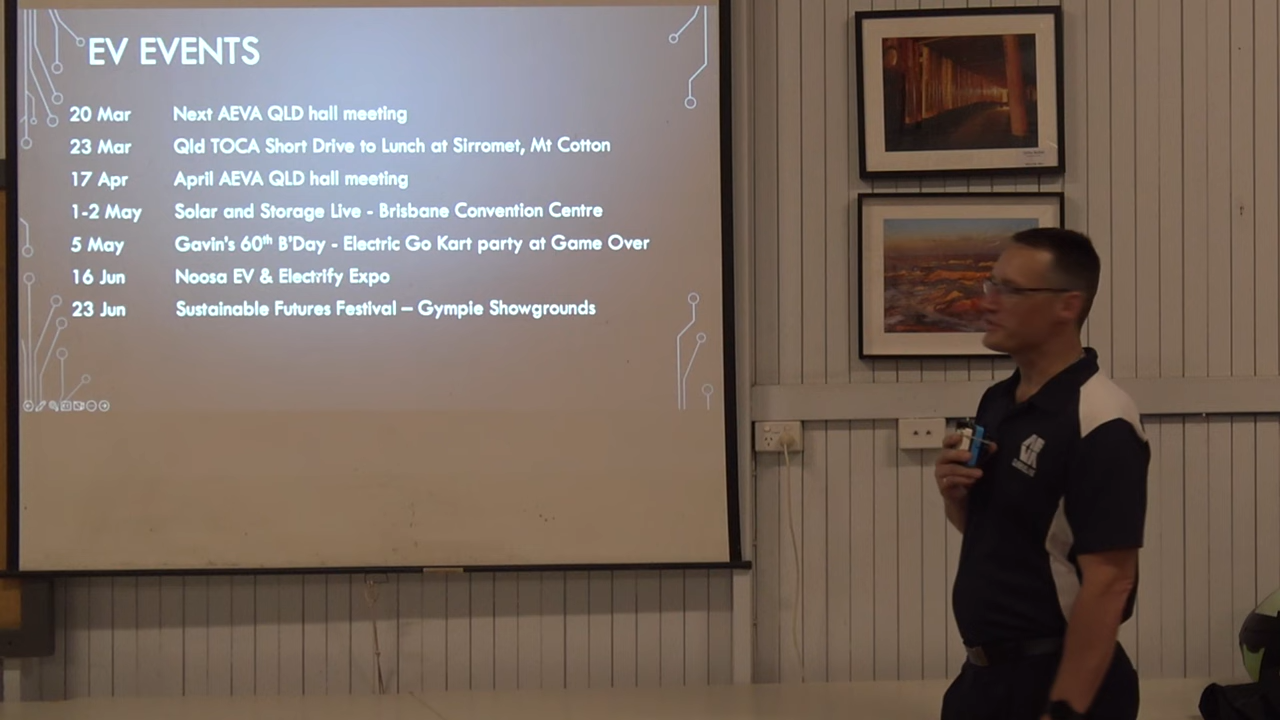 EV EVENTS
20 Mar Next AEVA QLD hall meeting
23 Mar Qld TOCA Short Drive to Lunch at Sirromet, Mt Cotton
17 Apr April AEVA QLD hall meeting
1-2 May Solar and Storage Live - Brisbane Convention Centre
5 May Gavin's 60th B'Day - Electric Go Kart party at Game Over
16 Jun Noosa EV & Electrify Expo
23 Jun Sustainable Futures Festival – Gympie Showgrounds